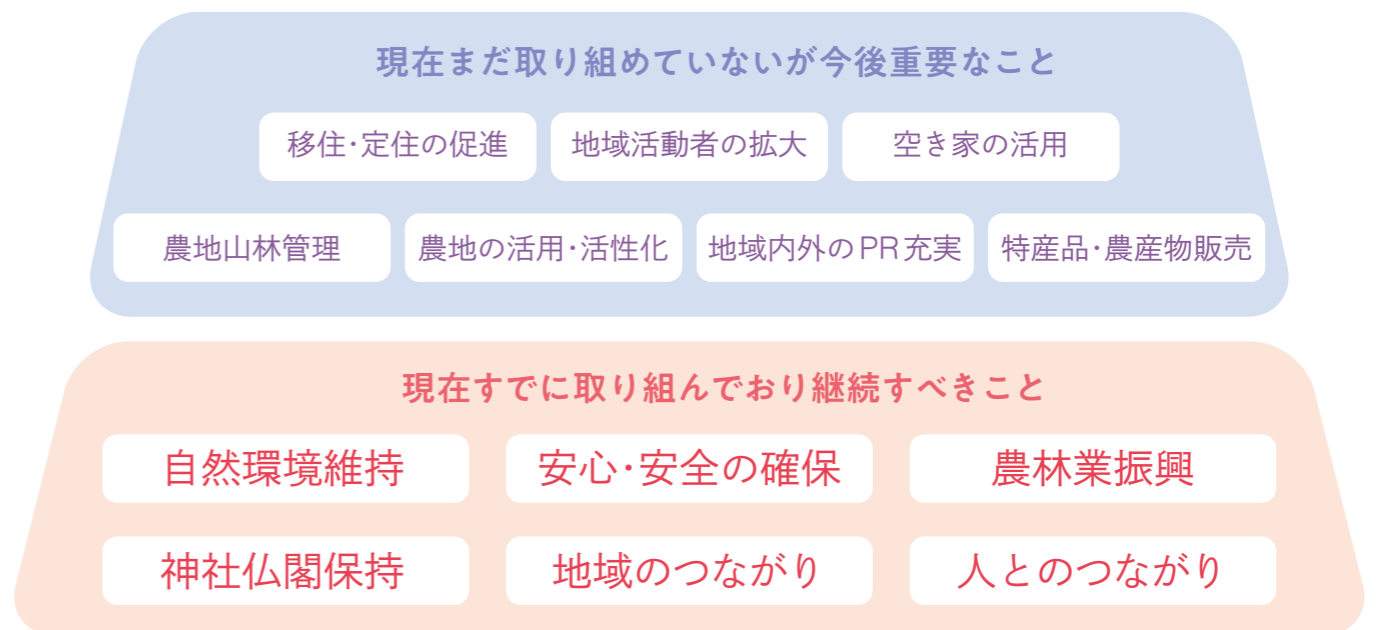 現在まだ取り組めていないが今後重要なこと
移住・定住の促進
地域活動者の拡大
空き家の活用
農地山林管理
農地の活用・活性化
地域内外のPR充実
特産品・農産物販売
現在すでに取り組んでおり継続すべきこと
自然環境維持
安心・安全の確保
農林業振興
神社仏閣保持
地域のつながり
人とのつながり